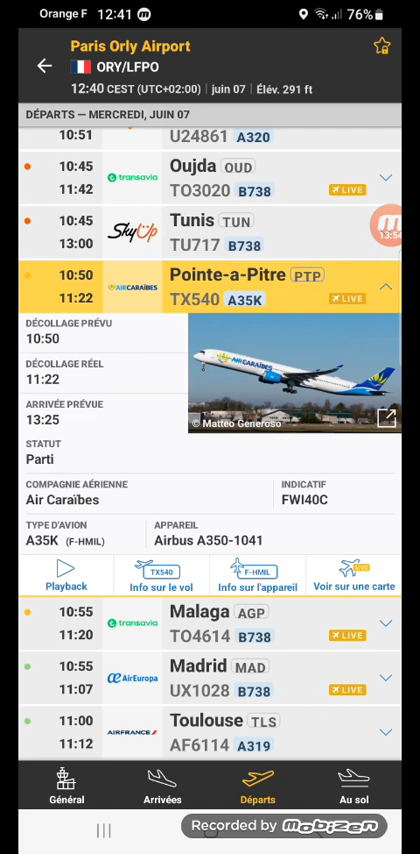 Orange F 12:41 76%
Paris Orly Airport
ORY/LFPO
12:40 CEST (UTC+02:00) | juin 07 | Élév. 291 ft
DÉPARTS — MERCREDI, JUIN 07
10:51 U24861 A320
10:45 Oujda OUD
11:42 transavia TO3020 B738 LIVE
10:45 Tunis TUN
13:00 SkyUp TU717 B738
13:54
10:50 Pointe-a-Pitre PTP
11:22 AIR CARAÏBES TX540 A35K LIVE
DÉCOLLAGE PRÉVU
10:50
DÉCOLLAGE RÉEL
11:22
ARRIVÉE PRÉVUE
13:25
AIR CARAÏBES
© Matteo Generoso
STATUT
Parti
COMPAGNIE AÉRIENNE INDICATIF
Air Caraïbes FWI40C
TYPE D'AVION APPAREIL
A35K (F-HMIL) Airbus A350-1041
TX540 F-HMIL LIVE
Playback Info sur le vol Info sur l'appareil Voir sur une carte
10:55 Malaga AGP
11:20 transavia TO4614 B738 LIVE
10:55 Madrid MAD
11:07 AirEuropa UX1028 B738 LIVE
11:00 Toulouse TLS
11:12 AIRFRANCE AF6114 A319
Général Arrivées Départs Au sol
Recorded by mobizen